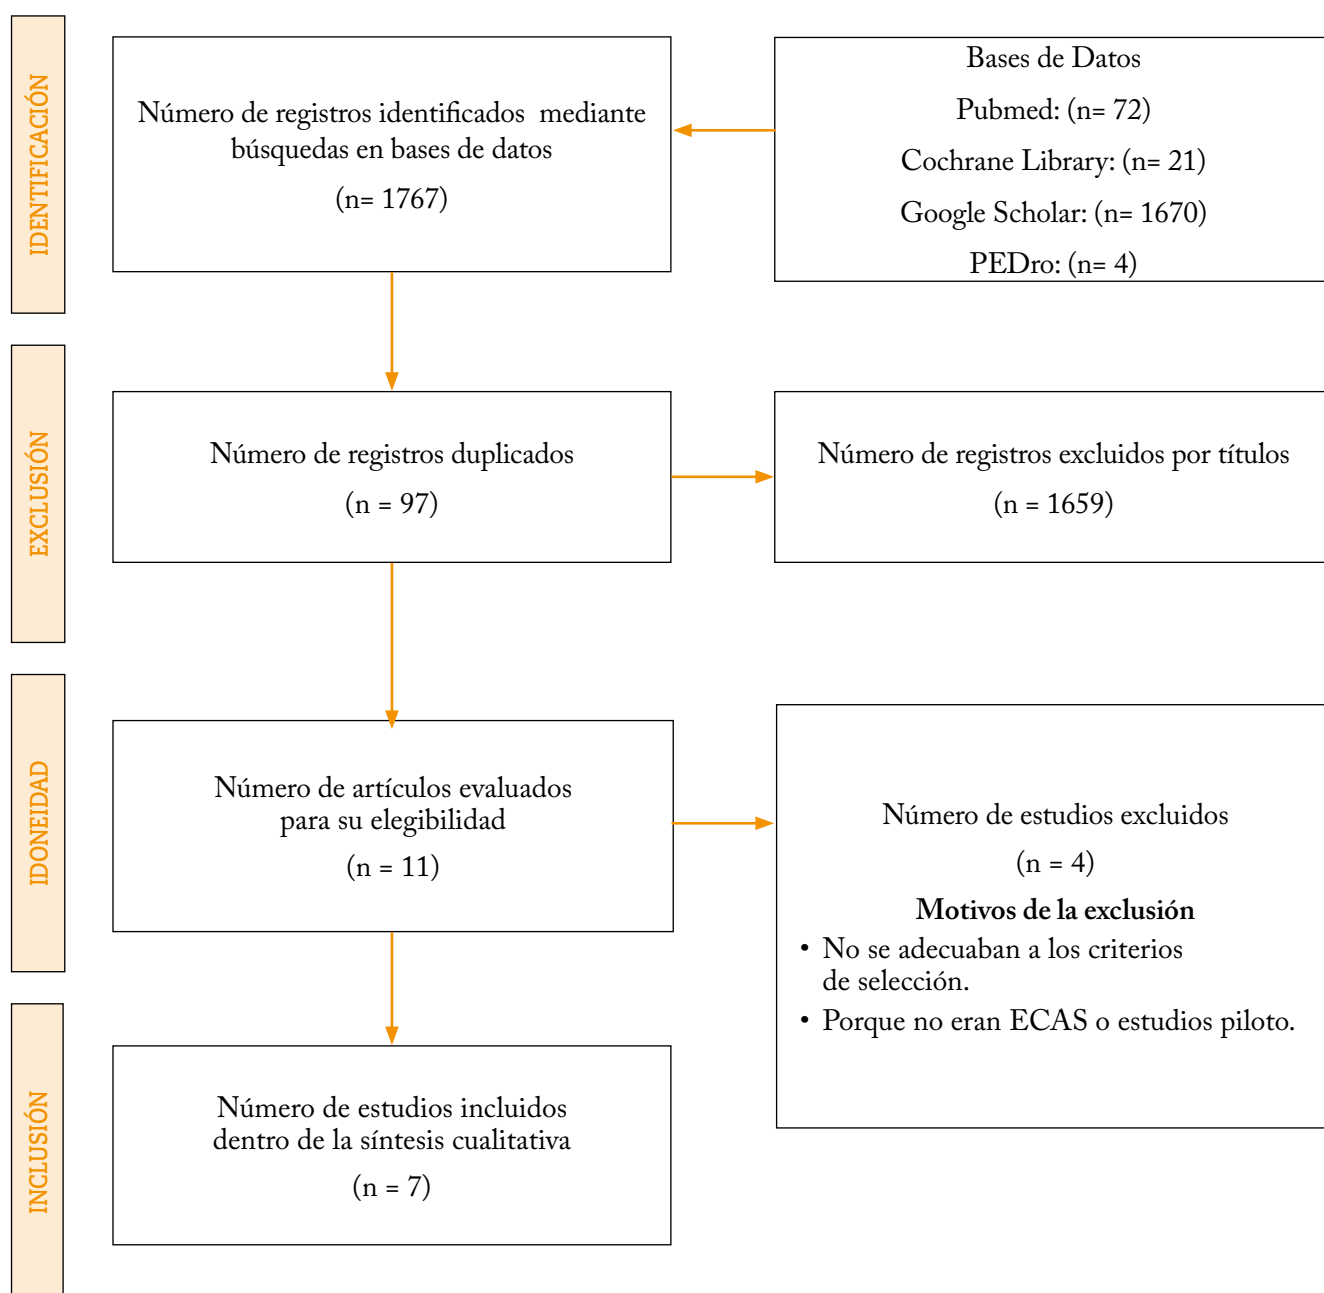 IDENTIFICACIÓN
Número de registros identificados mediante
búsquedas en bases de datos
(n= 1767)
Bases de Datos
Pubmed: (n= 72)
Cochrane Library: (n= 21)
Google Scholar: (n= 1670)
PEDro: (n= 4)
EXCLUSIÓN
Número de registros duplicados
(n = 97)
Número de registros excluidos por títulos
(n = 1659)
IDONEIDAD
Número de artículos evaluados
para su elegibilidad
(n = 11)
Número de estudios excluidos
(n = 4)
Motivos de la exclusión
• No se adecuaban a los criterios
de selección.
• Porque no eran ECAS o estudios piloto.
INCLUSIÓN
Número de estudios incluidos
dentro de la síntesis cualitativa
(n = 7)